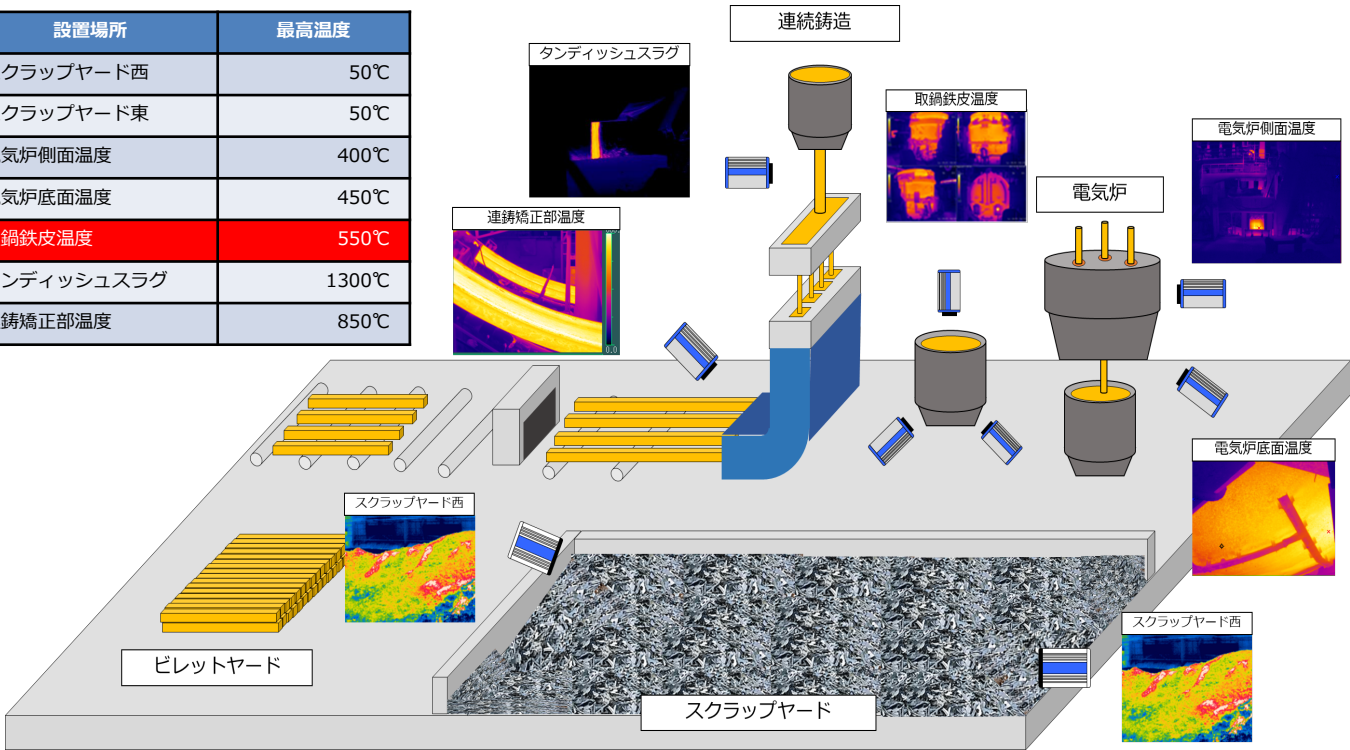 設置場所 最高温度
クラップヤード西 50℃
クラップヤード東 50℃
気炉側面温度 400℃
気炉底面温度 450℃
鍋鉄皮温度 550℃
ンディッシュスラグ 1300℃
鋳矯正部温度 850℃
連続鋳造
タンディッシュスラグ
取鍋鉄皮温度
電気炉側面温度
電気炉
連鋳矯正部温度
0.0
電気炉底面温度
スクラップヤード西
スクラップヤード西
ビレットヤード
スクラップヤード